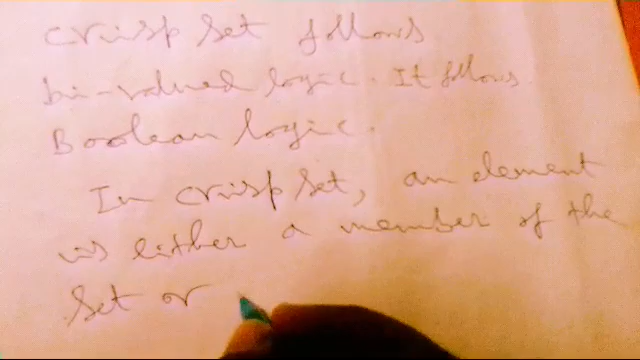 Crisp set follows
bi-valued logic. It follows
Boolean logic.
In crisp set, an element
is either a member of the
set or